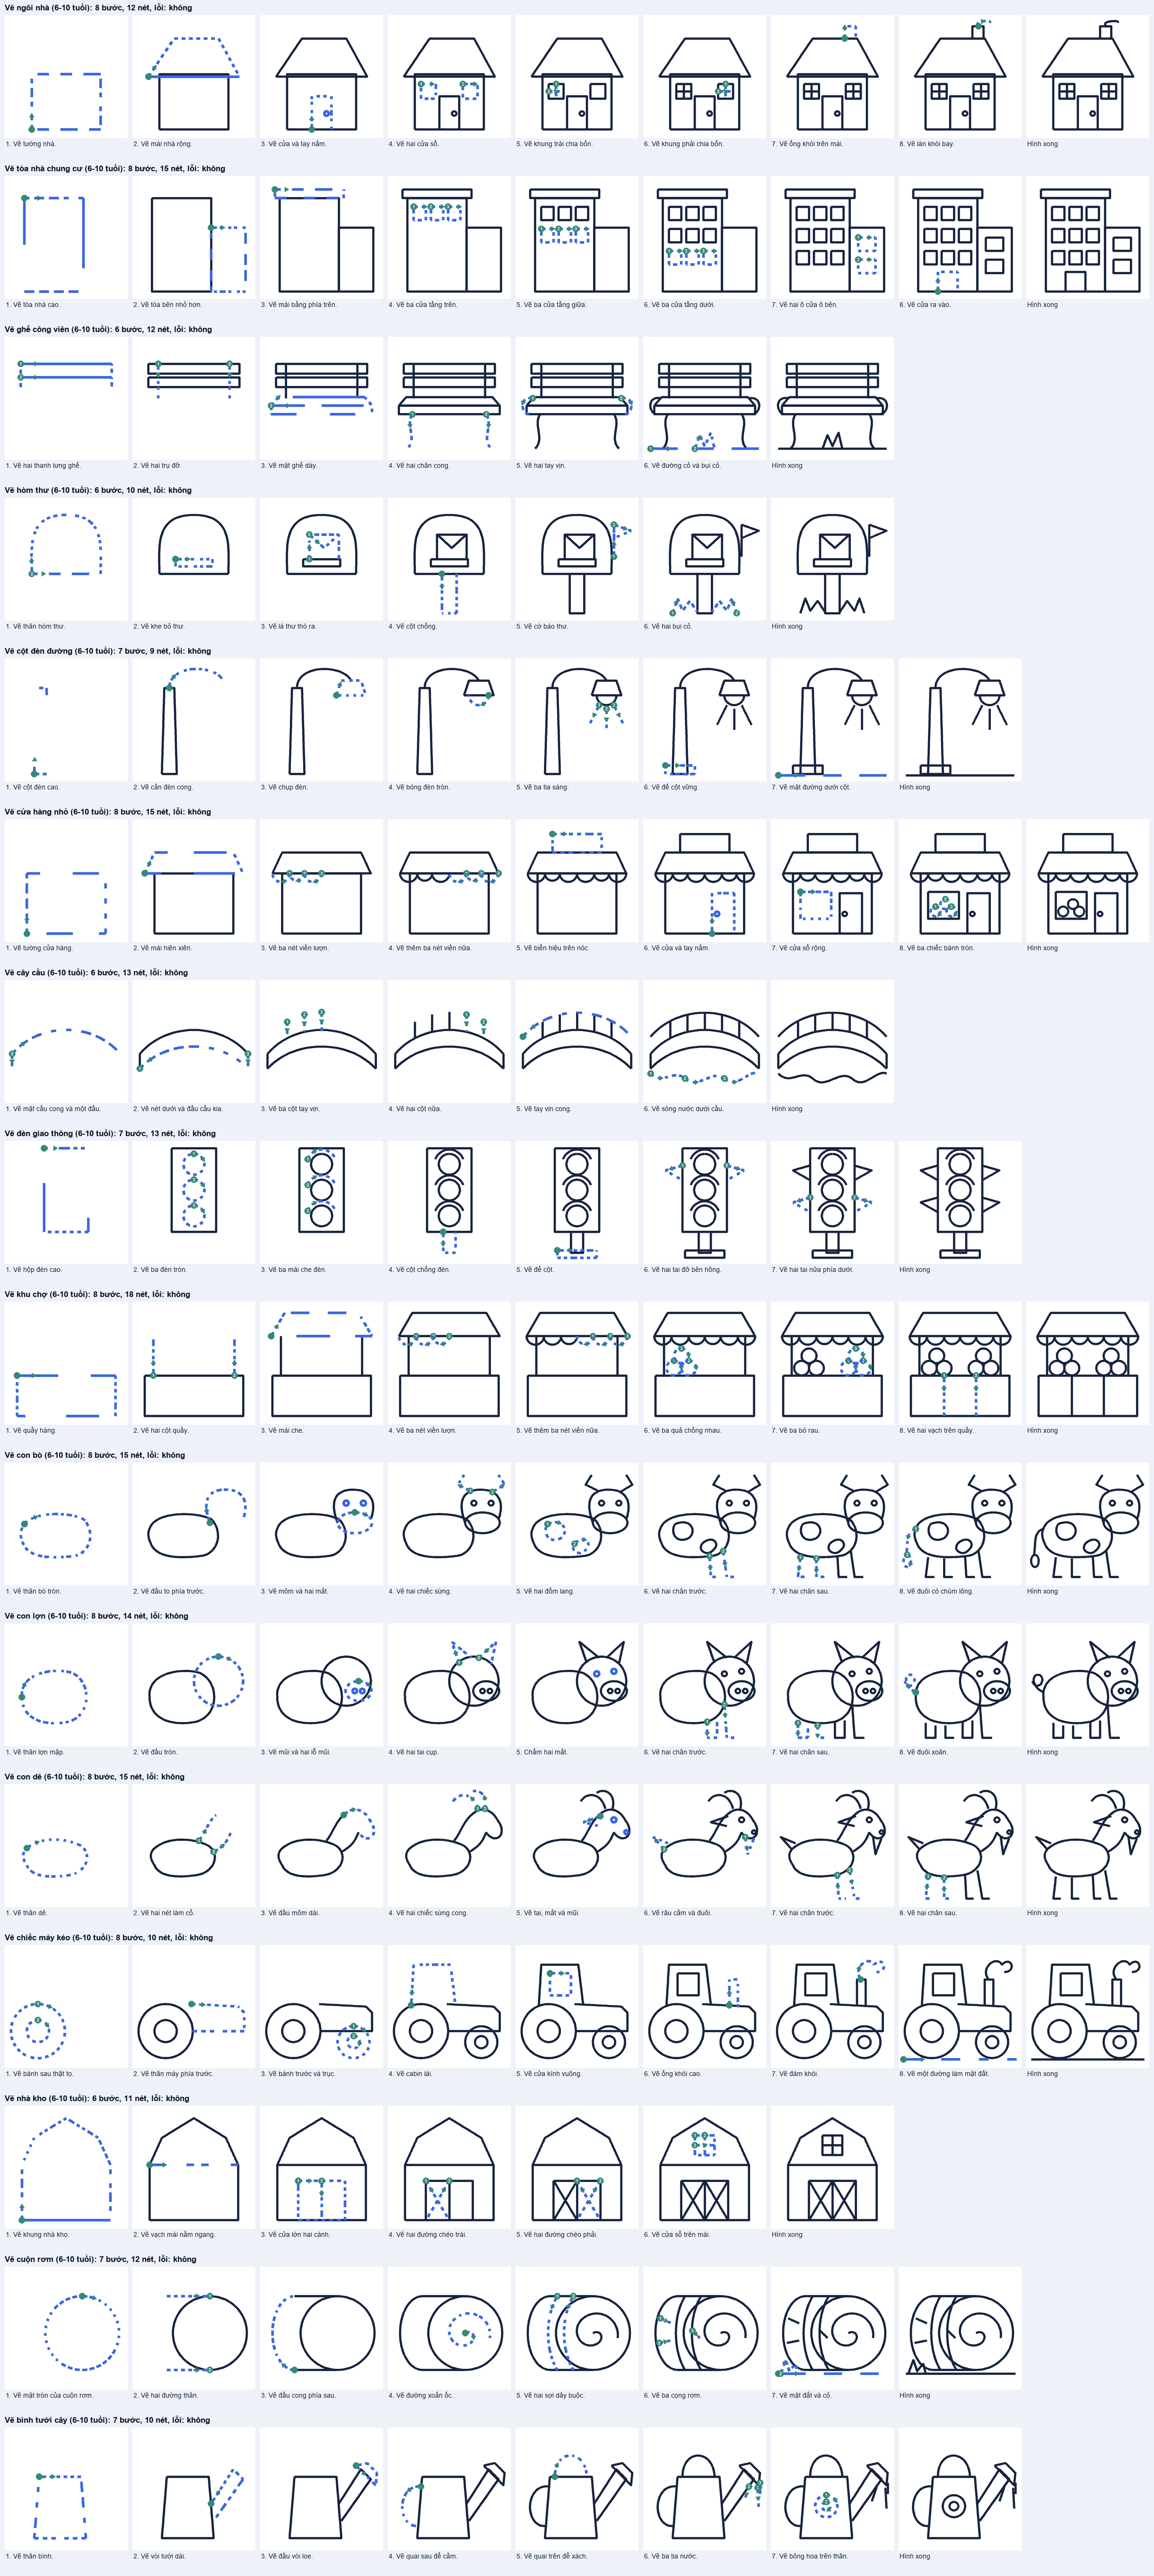 Vẽ ngôi nhà (6-10 tuổi): 8 bước, 12 nét, lỗi: không
1. Vẽ tường nhà. 2. Vẽ mái nhà rộng. 3. Vẽ cửa và tay nắm. 4. Vẽ hai cửa sổ. 5. Vẽ khung trái chia bốn. 6. Vẽ khung phải chia bốn. 7. Vẽ ống khói trên mái. 8. Vẽ làn khói bay. Hình xong
Vẽ tòa nhà chung cư (6-10 tuổi): 8 bước, 15 nét, lỗi: không
1. Vẽ tòa nhà cao. 2. Vẽ tòa bên nhỏ hơn. 3. Vẽ mái bằng phía trên. 4. Vẽ ba cửa tầng trên. 5. Vẽ ba cửa tầng giữa. 6. Vẽ ba cửa tầng dưới. 7. Vẽ hai ô cửa ở bên. 8. Vẽ cửa ra vào. Hình xong
Vẽ ghế công viên (6-10 tuổi): 6 bước, 12 nét, lỗi: không
1. Vẽ hai thanh lưng ghế. 2. Vẽ hai trụ đỡ. 3. Vẽ mặt ghế dày. 4. Vẽ hai chân cong. 5. Vẽ hai tay vịn. 6. Vẽ đường cỏ và bụi cỏ. Hình xong
Vẽ hòm thư (6-10 tuổi): 6 bước, 10 nét, lỗi: không
1. Vẽ thân hòm thư. 2. Vẽ khe bỏ thư. 3. Vẽ lá thư thò ra. 4. Vẽ cột chống. 5. Vẽ cờ báo thư. 6. Vẽ hai bụi cỏ. Hình xong
Vẽ cột đèn đường (6-10 tuổi): 7 bước, 9 nét, lỗi: không
1. Vẽ cột đèn cao. 2. Vẽ cần đèn cong. 3. Vẽ chụp đèn. 4. Vẽ bóng đèn tròn. 5. Vẽ ba tia sáng. 6. Vẽ đế cột vững. 7. Vẽ mặt đường dưới cột. Hình xong
Vẽ cửa hàng nhỏ (6-10 tuổi): 8 bước, 15 nét, lỗi: không
1. Vẽ tường cửa hàng. 2. Vẽ mái hiên xiên. 3. Vẽ ba nét viền lượn. 4. Vẽ thêm ba nét viền nữa. 5. Vẽ biển hiệu trên nóc. 6. Vẽ cửa và tay nắm. 7. Vẽ cửa sổ rộng. 8. Vẽ ba chiếc bánh tròn. Hình xong
Vẽ cây cầu (6-10 tuổi): 6 bước, 13 nét, lỗi: không
1. Vẽ mặt cầu cong và một đầu. 2. Vẽ nét dưới và đầu cầu kia. 3. Vẽ ba cột tay vịn. 4. Vẽ hai cột nữa. 5. Vẽ tay vịn cong. 6. Vẽ sóng nước dưới cầu. Hình xong
Vẽ đèn giao thông (6-10 tuổi): 7 bước, 13 nét, lỗi: không
1. Vẽ hộp đèn cao. 2. Vẽ ba đèn tròn. 3. Vẽ ba mái che đèn. 4. Vẽ cột chống đèn. 5. Vẽ đế cột. 6. Vẽ hai tai đỡ bên hông. 7. Vẽ hai tai nữa phía dưới. Hình xong
Vẽ khu chợ (6-10 tuổi): 8 bước, 18 nét, lỗi: không
1. Vẽ quầy hàng. 2. Vẽ hai cột quầy. 3. Vẽ mái che. 4. Vẽ ba nét viền lượn. 5. Vẽ thêm ba nét viền nữa. 6. Vẽ ba quả chồng nhau. 7. Vẽ ba bó rau. 8. Vẽ hai vạch trên quầy. Hình xong
Vẽ con bò (6-10 tuổi): 8 bước, 15 nét, lỗi: không
1. Vẽ thân bò tròn. 2. Vẽ đầu to phía trước. 3. Vẽ mõm và hai mắt. 4. Vẽ hai chiếc sừng. 5. Vẽ hai đốm lang. 6. Vẽ hai chân trước. 7. Vẽ hai chân sau. 8. Vẽ đuôi có chùm lông. Hình xong
Vẽ con lợn (6-10 tuổi): 8 bước, 14 nét, lỗi: không
1. Vẽ thân lợn mập. 2. Vẽ đầu tròn. 3. Vẽ mũi và hai lỗ mũi. 4. Vẽ hai tai cụp. 5. Chấm hai mắt. 6. Vẽ hai chân trước. 7. Vẽ hai chân sau. 8. Vẽ đuôi xoăn. Hình xong
Vẽ con dê (6-10 tuổi): 8 bước, 15 nét, lỗi: không
1. Vẽ thân dê. 2. Vẽ hai nét làm cổ. 3. Vẽ đầu mõm dài. 4. Vẽ hai chiếc sừng cong. 5. Vẽ tai, mắt và mũi. 6. Vẽ râu cằm và đuôi. 7. Vẽ hai chân trước. 8. Vẽ hai chân sau. Hình xong
Vẽ chiếc máy kéo (6-10 tuổi): 8 bước, 10 nét, lỗi: không
1. Vẽ bánh sau thật to. 2. Vẽ thân máy phía trước. 3. Vẽ bánh trước và trục. 4. Vẽ cabin lái. 5. Vẽ cửa kính vuông. 6. Vẽ ống khói cao. 7. Vẽ đám khói. 8. Vẽ một đường làm mặt đất. Hình xong
Vẽ nhà kho (6-10 tuổi): 6 bước, 11 nét, lỗi: không
1. Vẽ khung nhà kho. 2. Vẽ vạch mái nằm ngang. 3. Vẽ cửa lớn hai cánh. 4. Vẽ hai đường chéo trái. 5. Vẽ hai đường chéo phải. 6. Vẽ cửa sổ trên mái. Hình xong
Vẽ cuộn rơm (6-10 tuổi): 7 bước, 12 nét, lỗi: không
1. Vẽ mặt tròn của cuộn rơm. 2. Vẽ hai đường thân. 3. Vẽ đầu cong phía sau. 4. Vẽ đường xoắn ốc. 5. Vẽ hai sợi dây buộc. 6. Vẽ ba cọng rơm. 7. Vẽ mặt đất và cỏ. Hình xong
Vẽ bình tưới cây (6-10 tuổi): 7 bước, 10 nét, lỗi: không
1. Vẽ thân bình. 2. Vẽ vòi tưới dài. 3. Vẽ đầu vòi loe. 4. Vẽ quai sau để cầm. 5. Vẽ quai trên để xách. 6. Vẽ ba tia nước. 7. Vẽ bông hoa trên thân. Hình xong